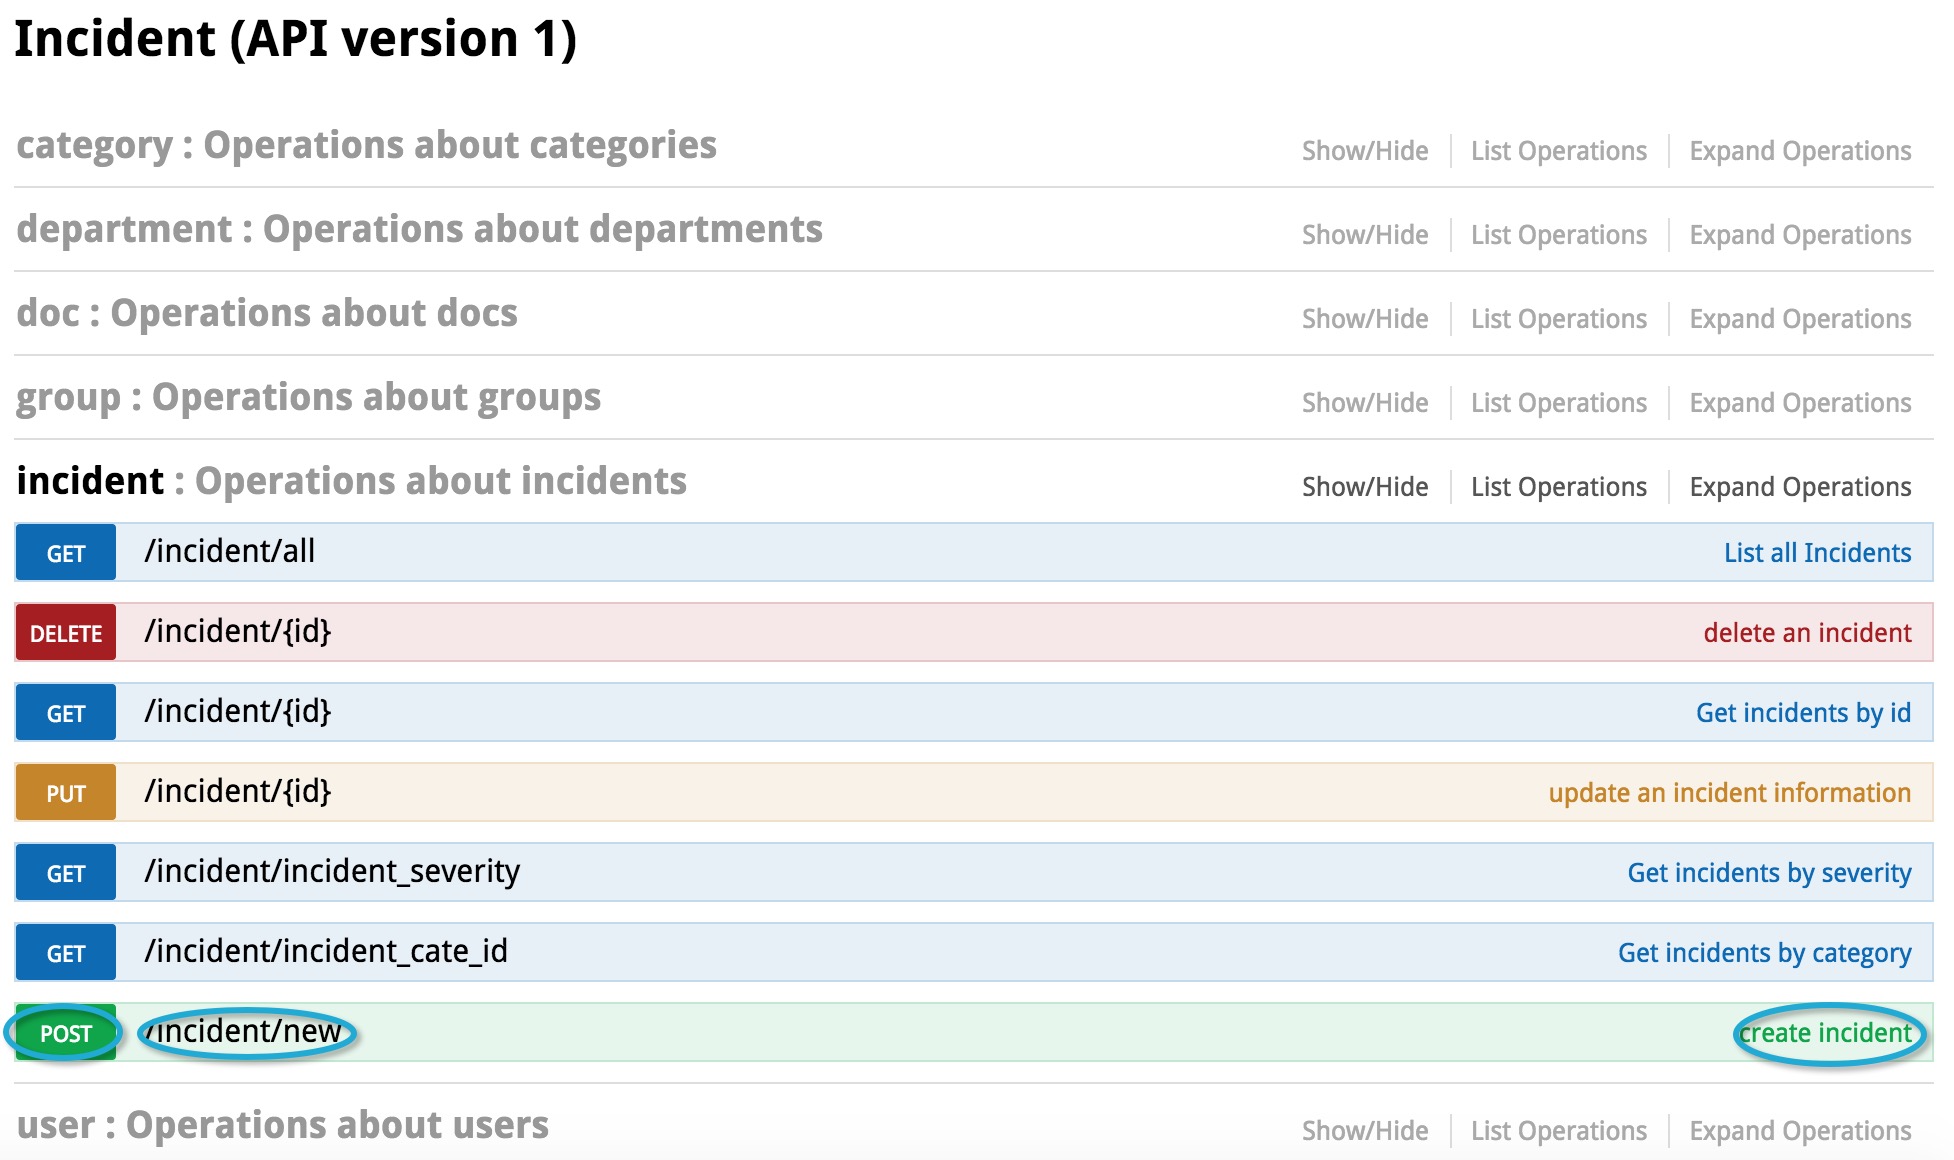 Incident (API version 1)
category : Operations about categories Show/Hide List Operations Expand Operations
department : Operations about departments Show/Hide List Operations Expand Operations
doc : Operations about docs Show/Hide List Operations Expand Operations
group : Operations about groups Show/Hide List Operations Expand Operations
incident : Operations about incidents Show/Hide List Operations Expand Operations
GET /incident/all List all Incidents
DELETE /incident/{id} delete an incident
GET /incident/{id} Get incidents by id
PUT /incident/{id} update an incident information
GET /incident/incident_severity Get incidents by severity
GET /incident/incident_cate_id Get incidents by category
POST /incident/new create incident
user : Operations about users Show/Hide List Operations Expand Operations